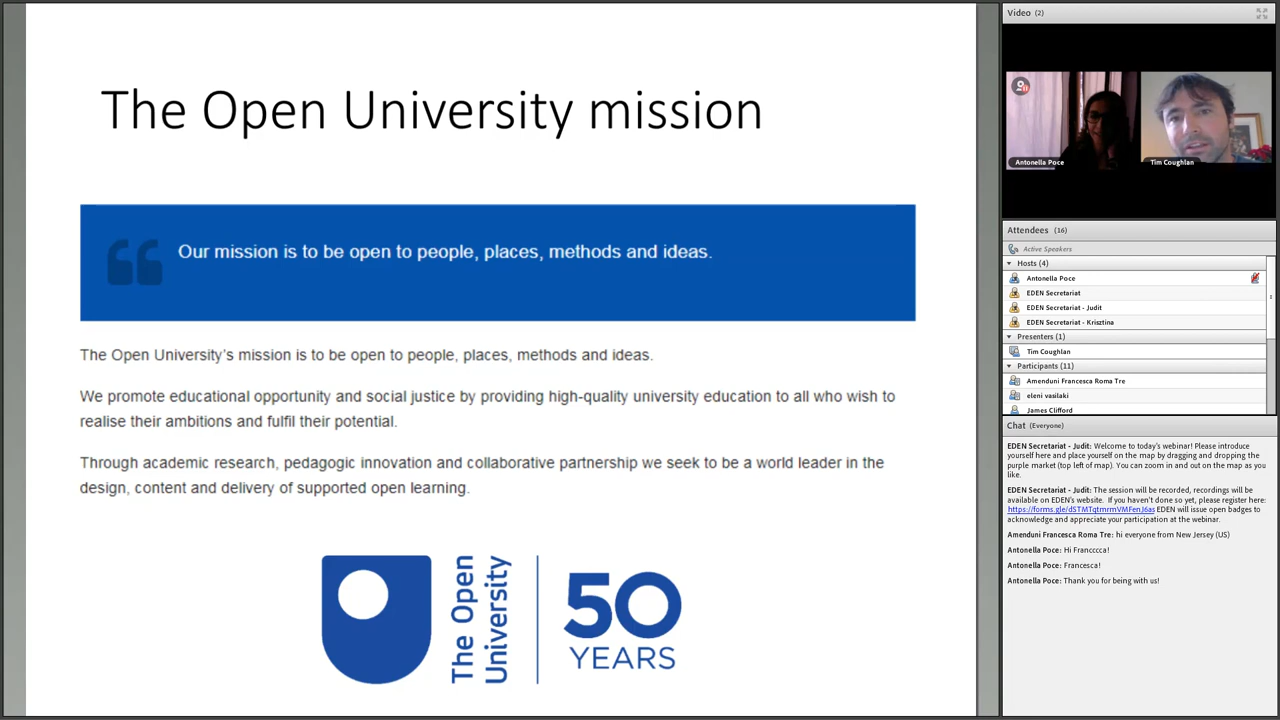 The Open University mission
Our mission is to be open to people, places, methods and ideas.
The Open University's mission is to be open to people, places, methods and ideas.
We promote educational opportunity and social justice by providing high-quality university education to all who wish to
realise their ambitions and fulfil their potential.
Through academic research, pedagogic innovation and collaborative partnership we seek to be a world leader in the
design, content and delivery of supported open learning.
The Open
University
50
YEARS
Video (2)
Antonella Poce
Tim Coughlan
Attendees (16)
Active Speakers
Hosts (4)
Antonella Poce
EDEN Secretariat
EDEN Secretariat - Judit
EDEN Secretariat - Krisztina
Presenters (1)
Tim Coughlan
Participants (11)
Amenduni Francesca Roma Tre
eleni vasilaki
James Clifford
Chat (Everyone)
EDEN Secretariat - Judit: Welcome to today's webinar! Please introduce
yourself here and place yourself on the map by dragging and dropping the
purple market (top left of map). You can zoom in and out on the map as you
like.
EDEN Secretariat - Judit: The session will be recorded, recordings will be
available on EDEN's website. If you haven't done so yet, please register here:
https://forms.gle/dSTMTqtmrmVMFenJ6as EDEN will issue open badges to
acknowledge and appreciate your participation at the webinar.
Amenduni Francesca Roma Tre: hi everyone from New Jersey (US)
Antonella Poce: Hi Francccca!
Antonella Poce: Francesca!
Antonella Poce: Thank you for being with us!